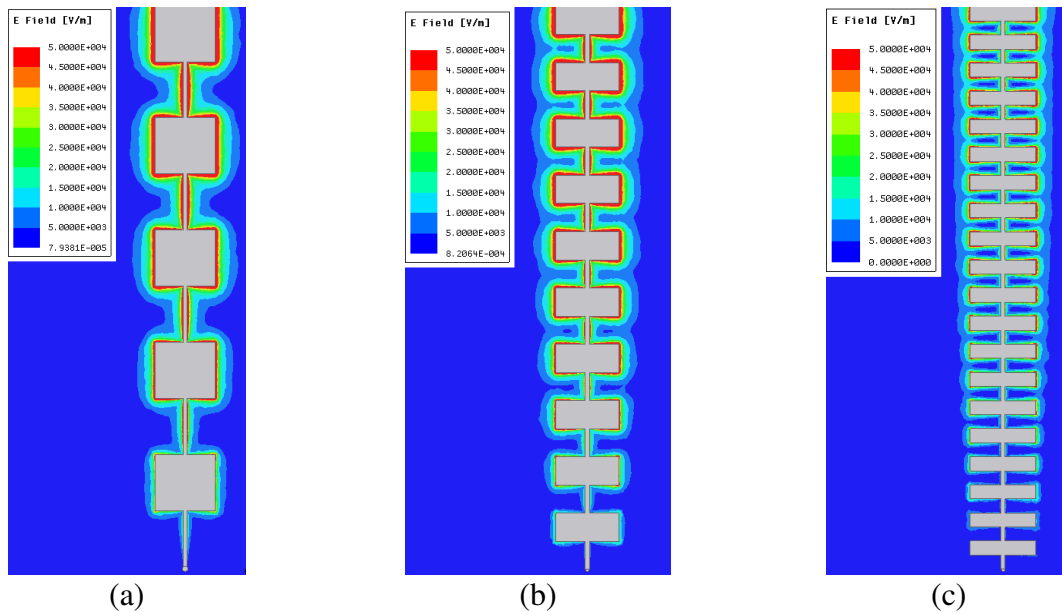 E Field [V/m]
5.0000E+004
4.5000E+004
4.0000E+004
3.5000E+004
3.0000E+004
2.5000E+004
2.0000E+004
1.5000E+004
1.0000E+004
5.0000E+003
7.9381E-005
(a)
E Field [V/m]
5.0000E+004
4.5000E+004
4.0000E+004
3.5000E+004
3.0000E+004
2.5000E+004
2.0000E+004
1.5000E+004
1.0000E+004
5.0000E+003
8.2064E-004
(b)
E Field [V/m]
5.0000E+004
4.5000E+004
4.0000E+004
3.5000E+004
3.0000E+004
2.5000E+004
2.0000E+004
1.5000E+004
1.0000E+004
5.0000E+003
0.0000E+000
(c)